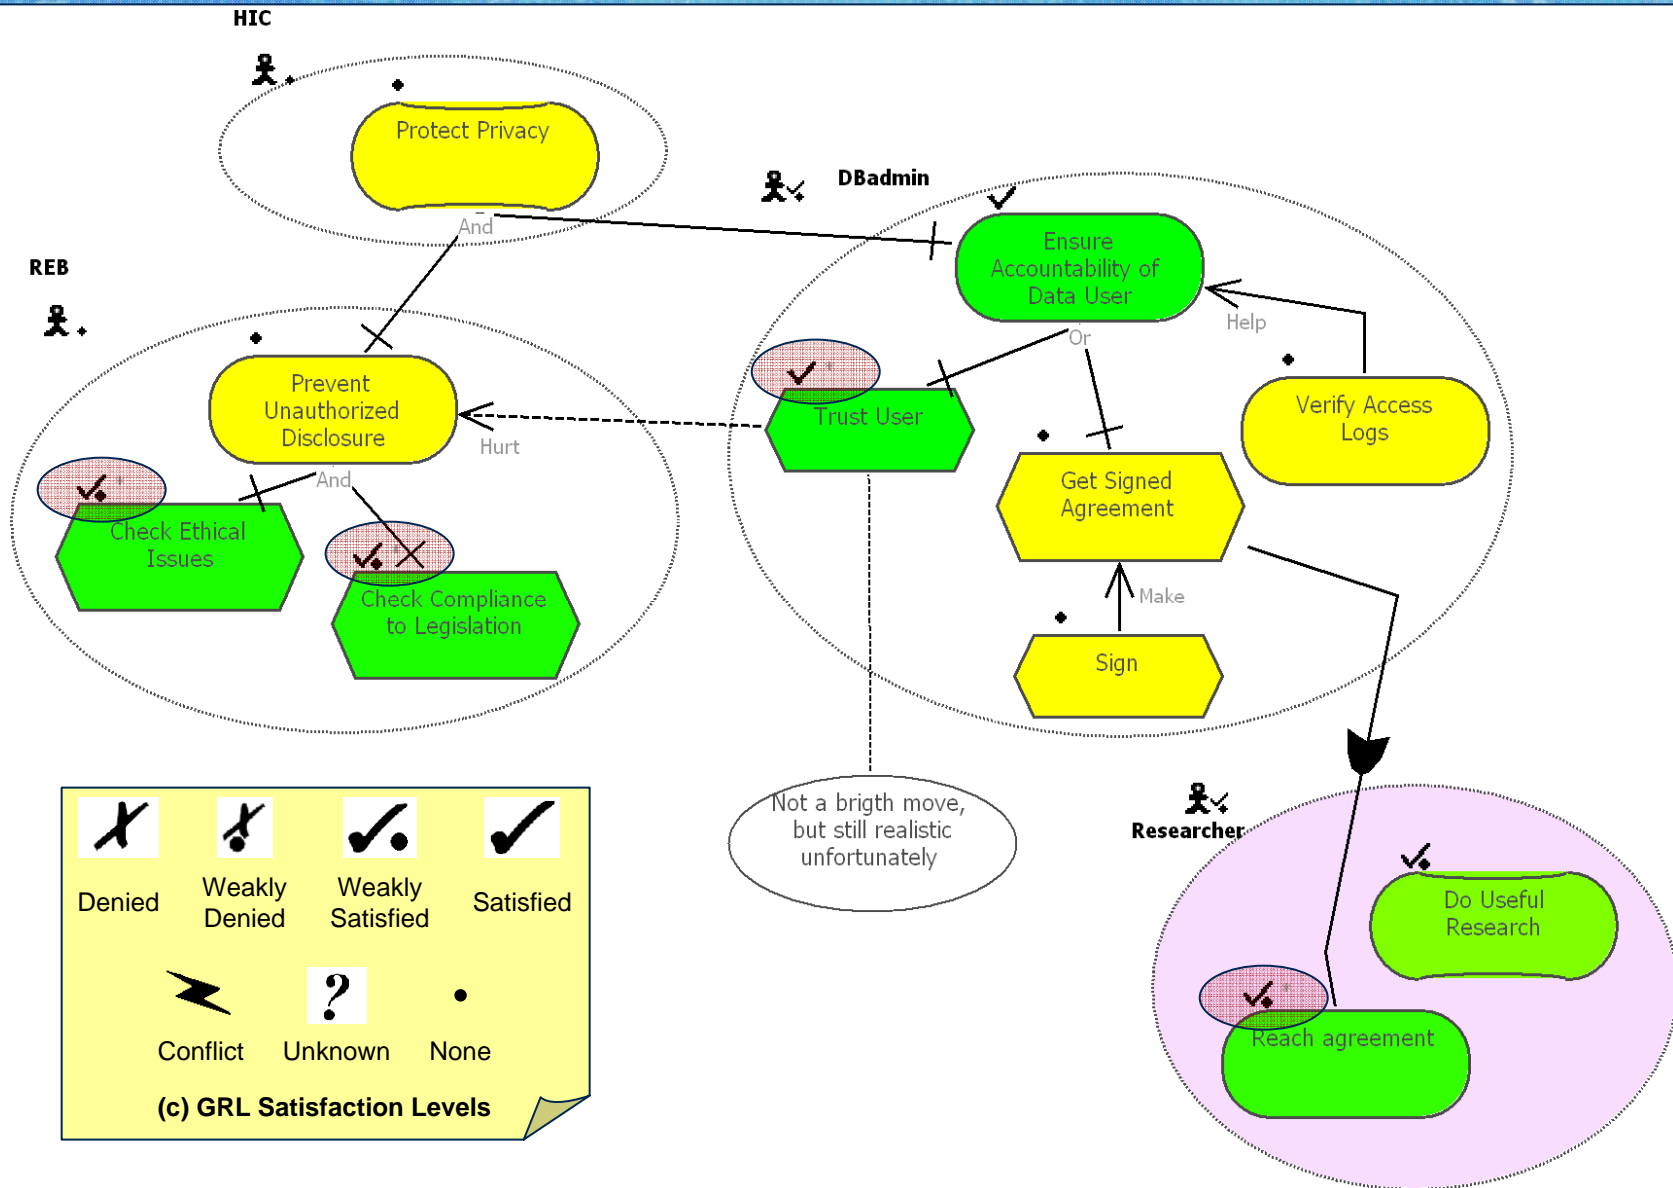 HIC
Protect Privacy
And
DBadmin
Ensure
Accountability of
Data User
Help
Or
REB
Prevent
Unauthorized
Disclosure
Hurt
And
Trust User
Verify Access
Logs
Get Signed
Agreement
Check Ethical
Issues
Check Compliance
to Legislation
Make
Sign
Not a brigth move,
but still realistic
unfortunately
Researcher
Do Useful
Research
Reach agreement
Denied
Weakly
Denied
Weakly
Satisfied
Satisfied
?
Conflict
Unknown
None
(c) GRL Satisfaction Levels